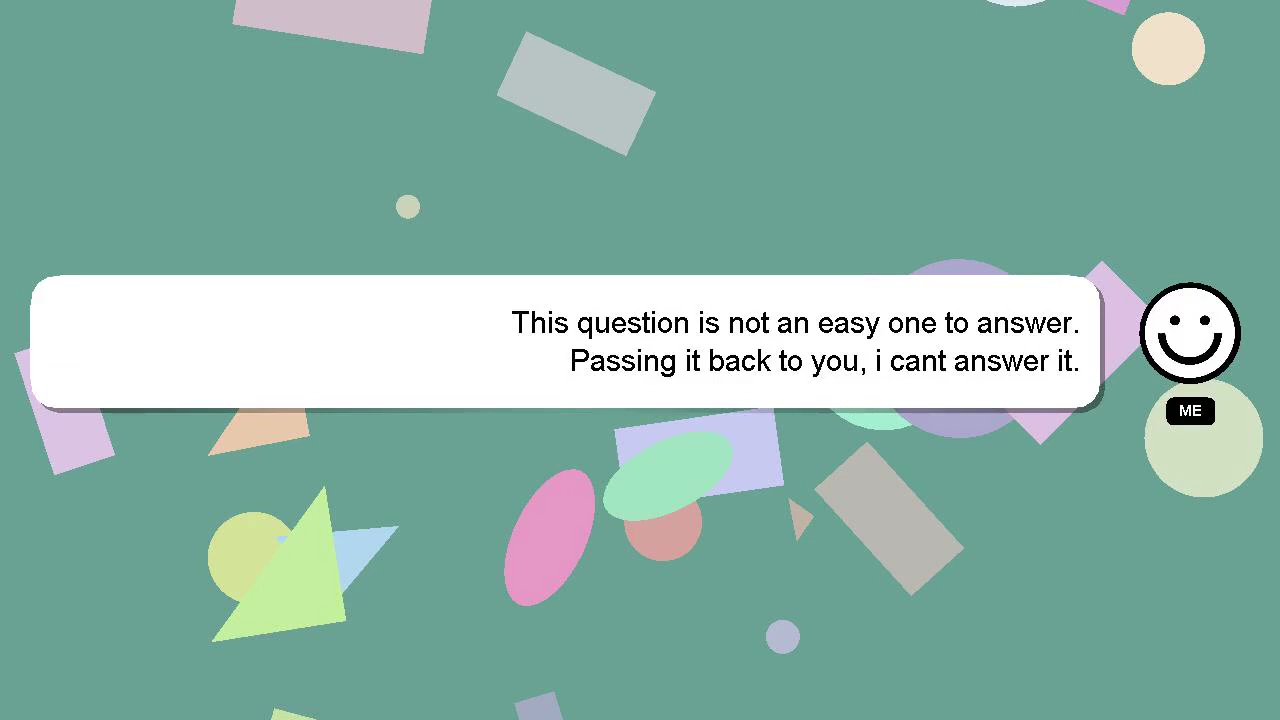 This question is not an easy one to answer.
Passing it back to you, i cant answer it.
ME